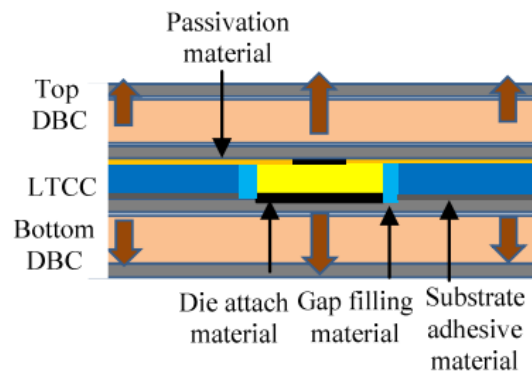 Passivation
material
Top
DBC
LTCC
Bottom
DBC
Die attach
material
Gap filling
material
Substrate
adhesive
material